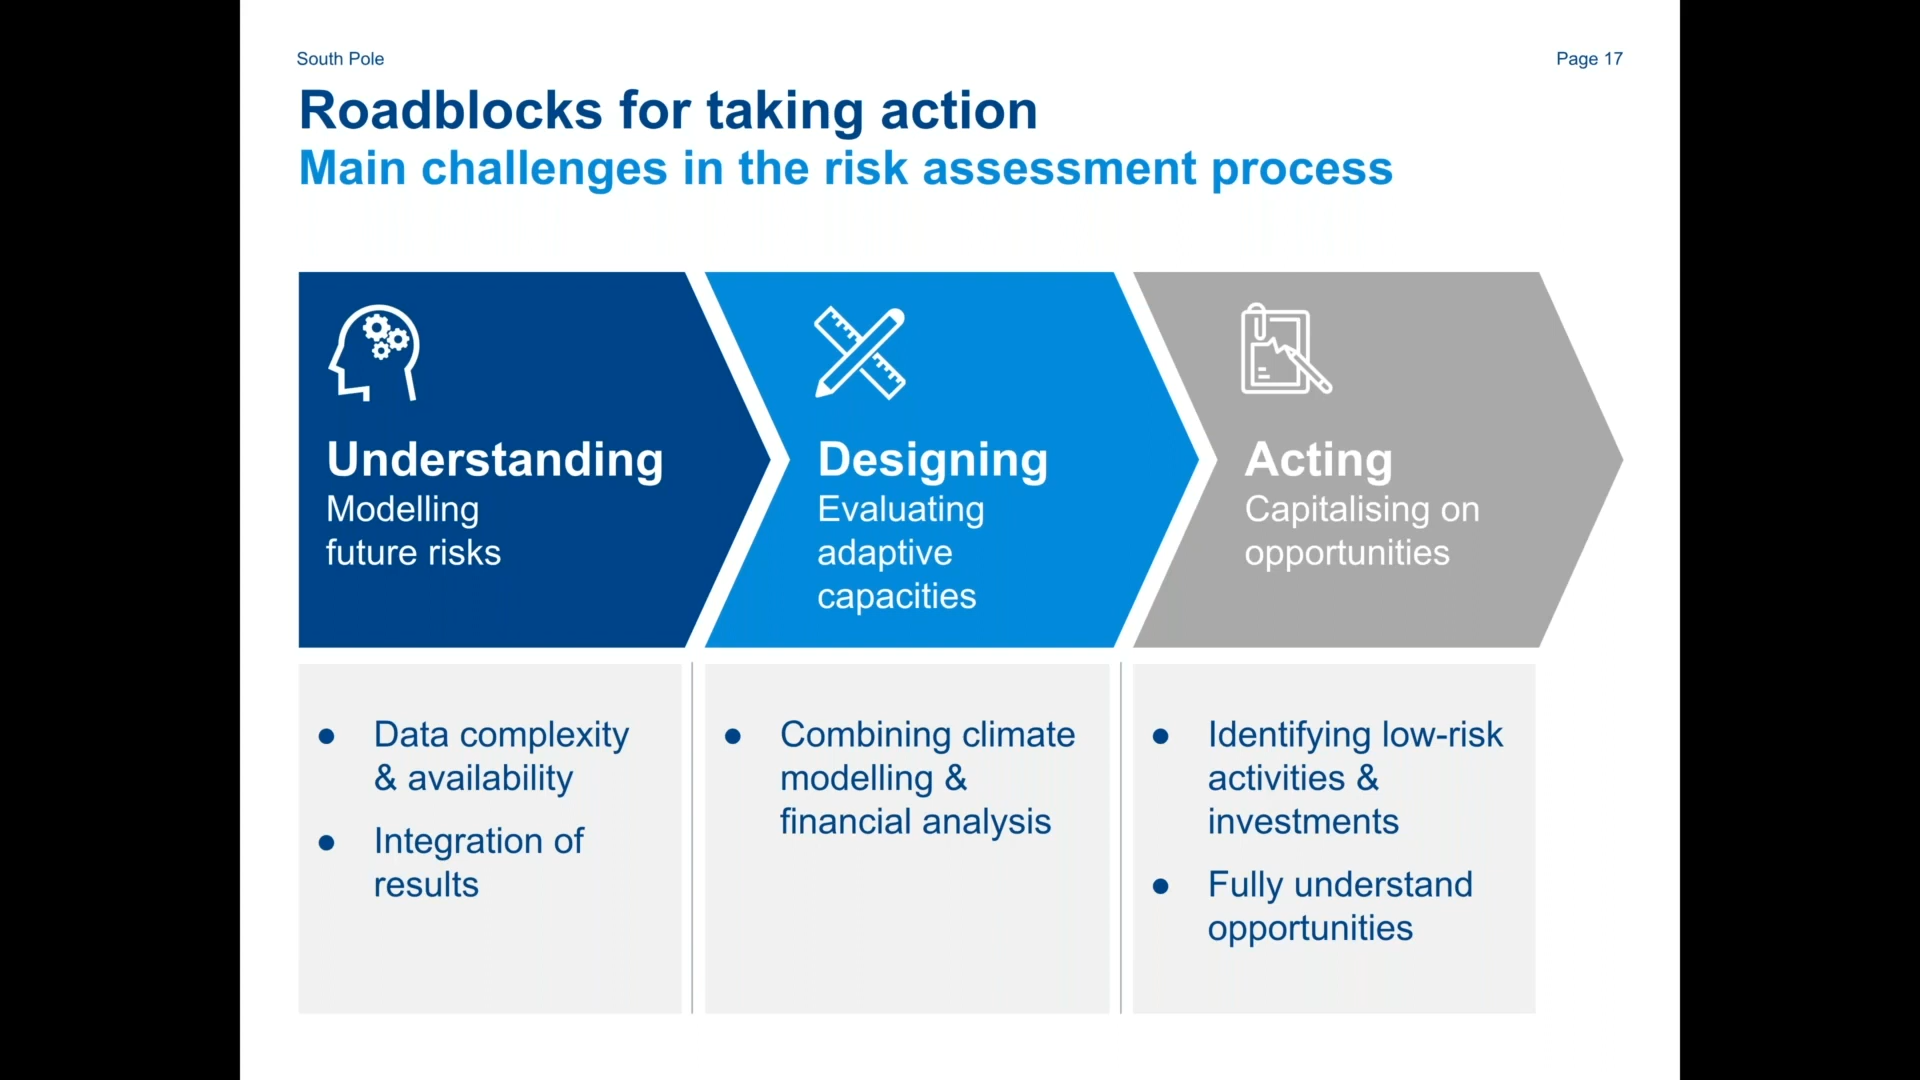 South Pole
Page 17
Roadblocks for taking action
Main challenges in the risk assessment process
Understanding
Modelling
future risks
Designing
Evaluating
adaptive
capacities
Acting
Capitalising on
opportunities
● Data complexity
& availability
● Integration of
results
● Combining climate
modelling &
financial analysis
● Identifying low-risk
activities &
investments
● Fully understand
opportunities